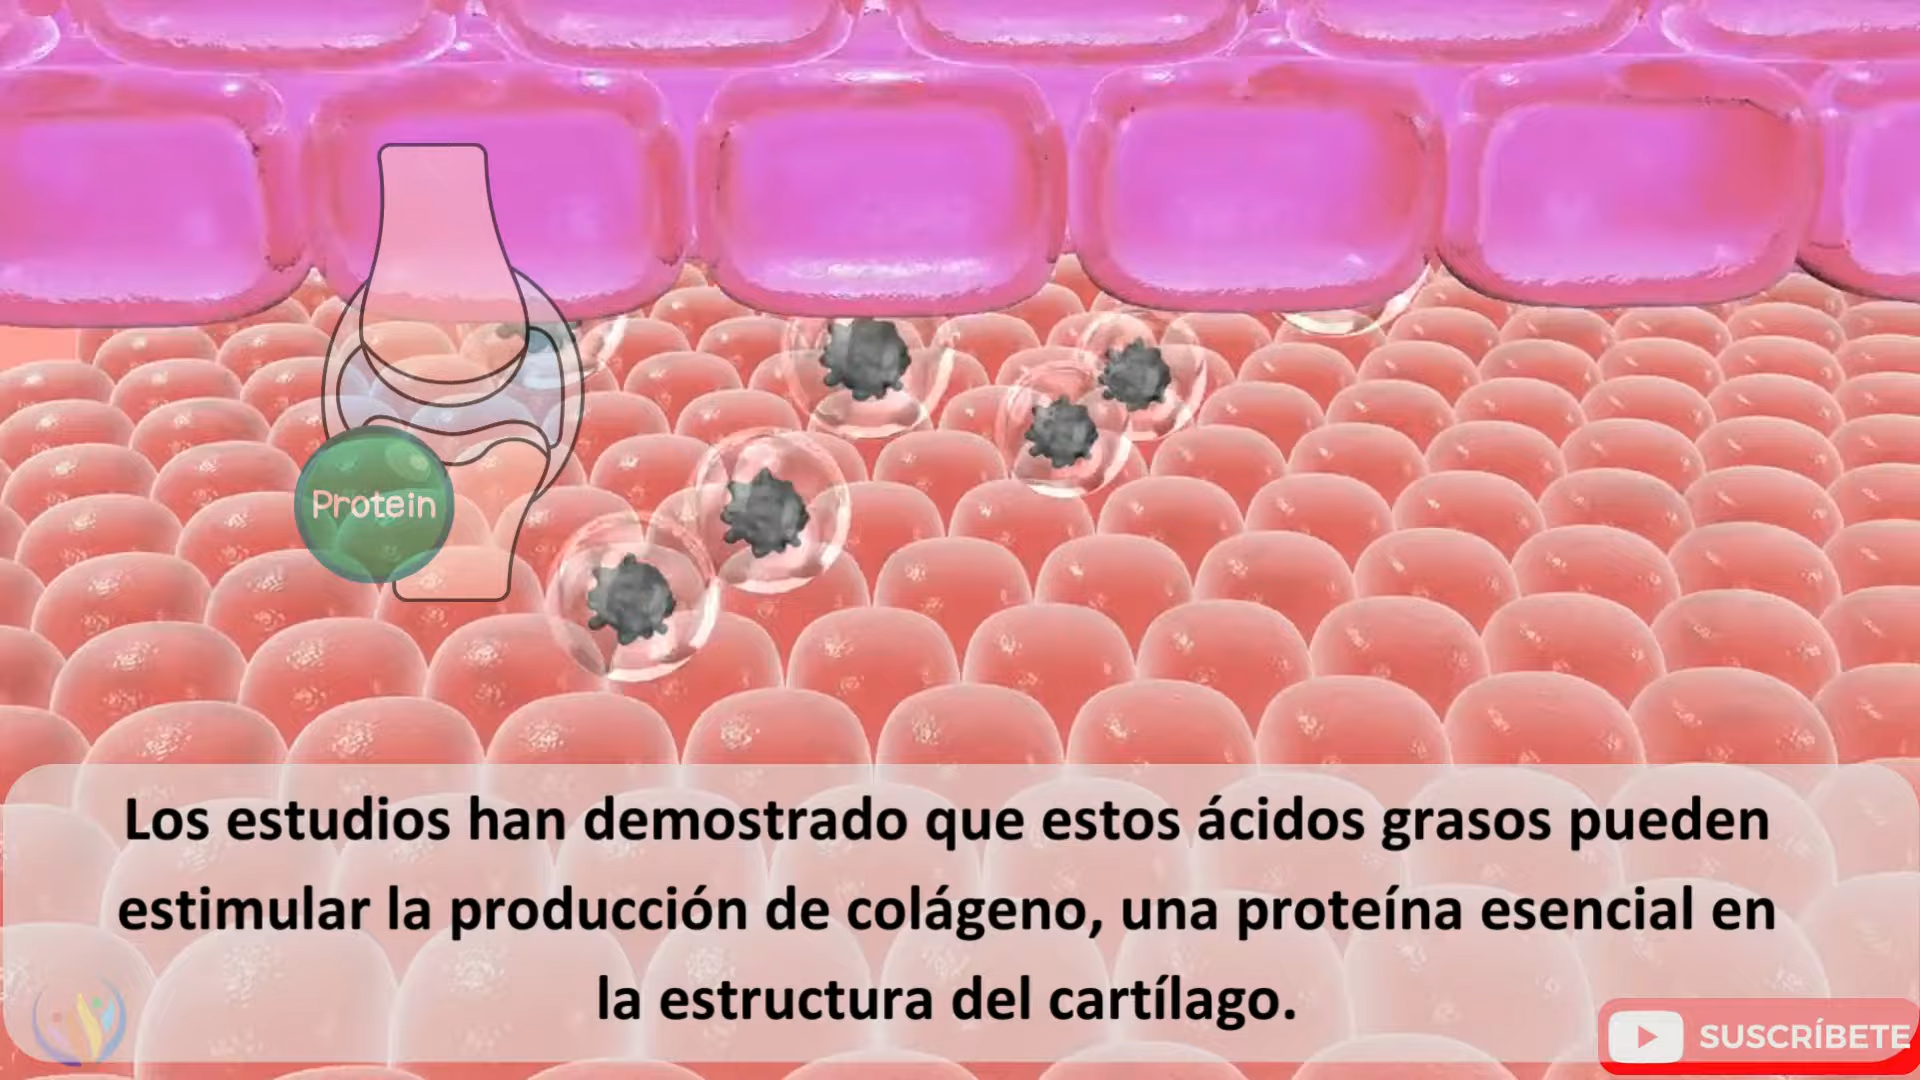 Protein
Los estudios han demostrado que estos ácidos grasos pueden
estimular la producción de colágeno, una proteína esencial en
la estructura del cartílago.
SUSCRÍBETE